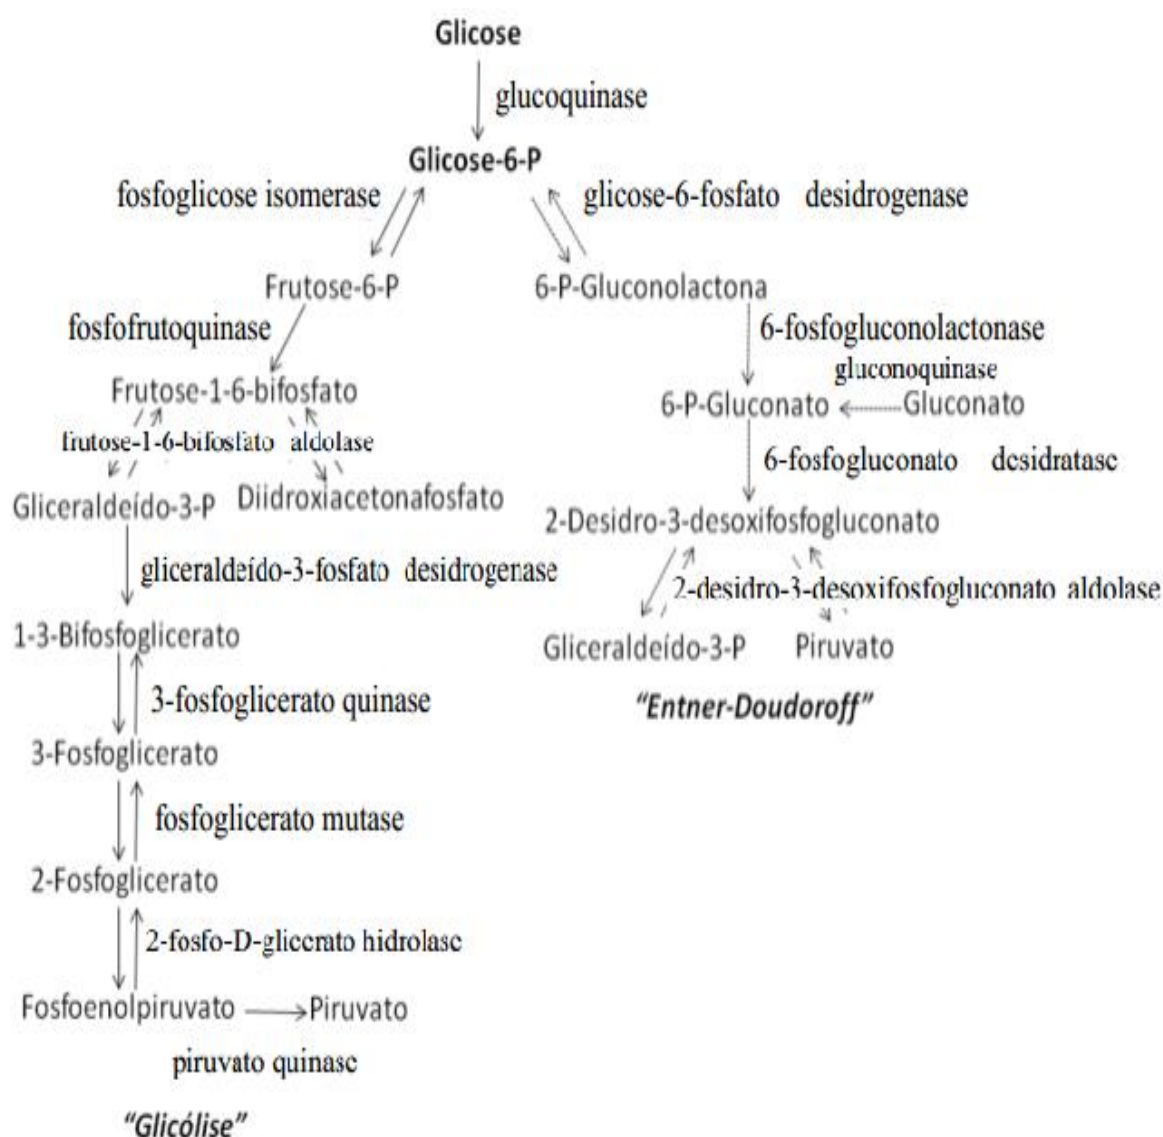 Glicose
glucoquinase
Glicose-6-P
fosfoglicose isomerase
glicose-6-fosfato desidrogenase
Frutose-6-P
6-P-Gluconolactona
fosfofrutoquinase
6-fosfogluconolactonase
Frutose-1-6-bifosfato
gluconoquinase
6-P-Gluconato
Gluconato
frutose-1-6-bifosfato aldolase
6-fosfogluconato desidratase
Gliceraldeído-3-P
Diidroxiacetonafosfato
2-Desidro-3-desoxifosfogluconato
gliceraldeído-3-fosfato desidrogenase
2-desidro-3-desoxifosfogluconato aldolase
1-3-Bifosfoglicerato
Gliceraldeído-3-P
Piruvato
3-fosfoglicerato quinase
"Entner-Doudoroff"
3-Fosfoglicerato
fosfoglicerato mutase
2-Fosfoglicerato
2-fosfo-D-glicerato hidrolase
Fosfoenolpiruvato
Piruvato
piruvato quinase
"Glicólise"